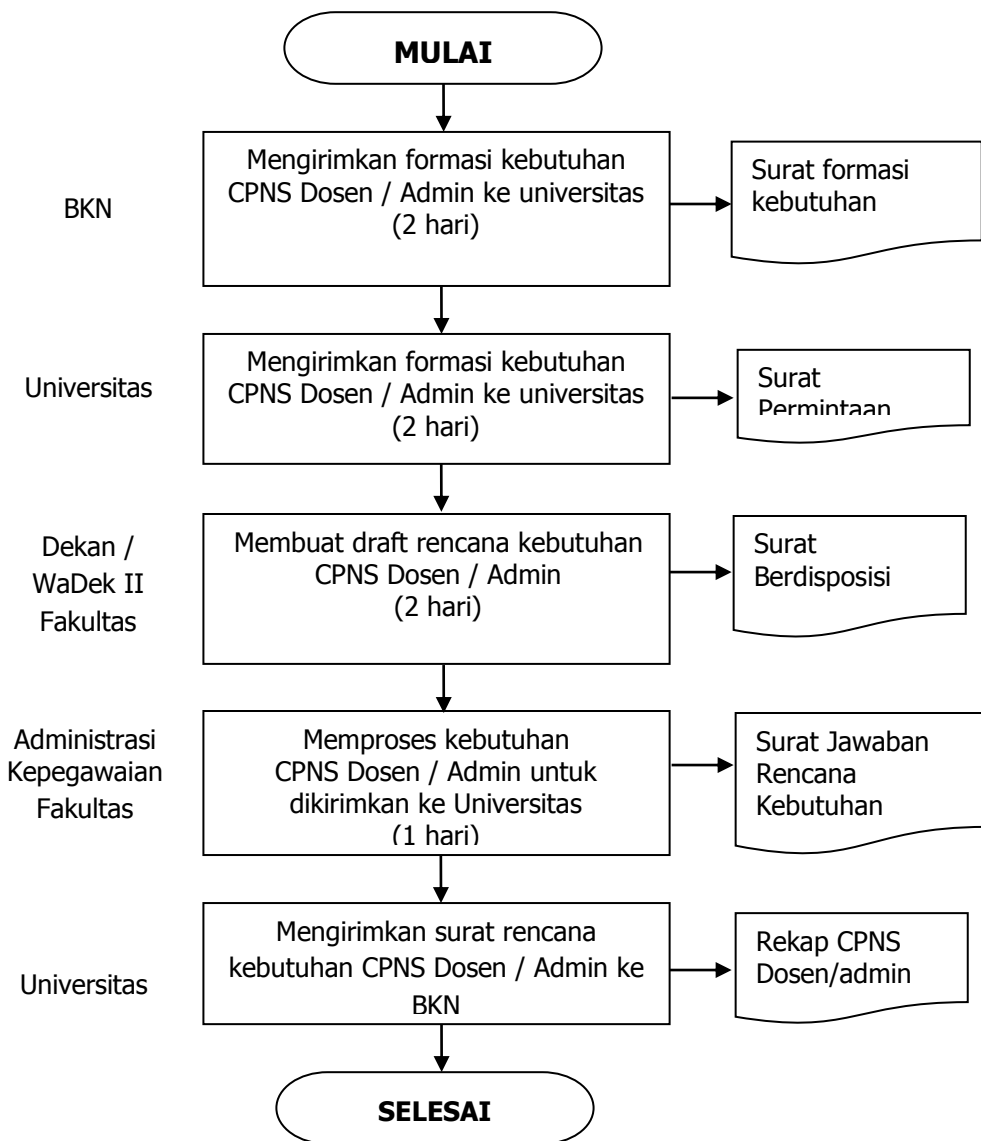 MULAI
BKN
Mengirimkan formasi kebutuhan
CPNS Dosen / Admin ke universitas
(2 hari)
Surat formasi
kebutuhan
Universitas
Mengirimkan formasi kebutuhan
CPNS Dosen / Admin ke universitas
(2 hari)
Surat
Permintaan
Dekan /
WaDek II
Fakultas
Membuat draft rencana kebutuhan
CPNS Dosen / Admin
(2 hari)
Surat
Berdisposisi
Administrasi
Kepegawaian
Fakultas
Memproses kebutuhan
CPNS Dosen / Admin untuk
dikirimkan ke Universitas
(1 hari)
Surat Jawaban
Rencana
Kebutuhan
Universitas
Mengirimkan surat rencana
kebutuhan CPNS Dosen / Admin ke
BKN
Rekap CPNS
Dosen/admin
SELESAI